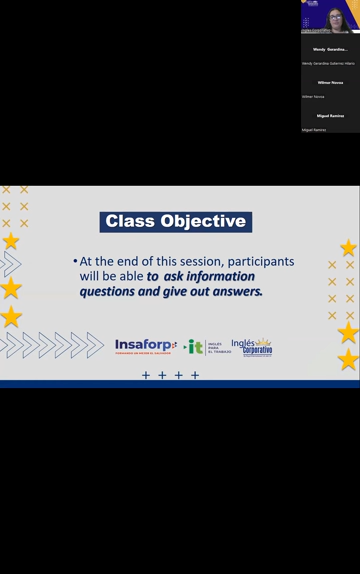 Wendy Gerardina...
Wendy Gerardina Gutierrez Hilario
Wilmer Novoa
Wilmer Novoa
Miguel Ramirez
Miguel Ramirez
Class Objective
• At the end of this session, participants
will be able to ask information
questions and give out answers.
Insaforp
it
INGLÉS
PARA
EL TRABAJO
Inglés
Corporativo